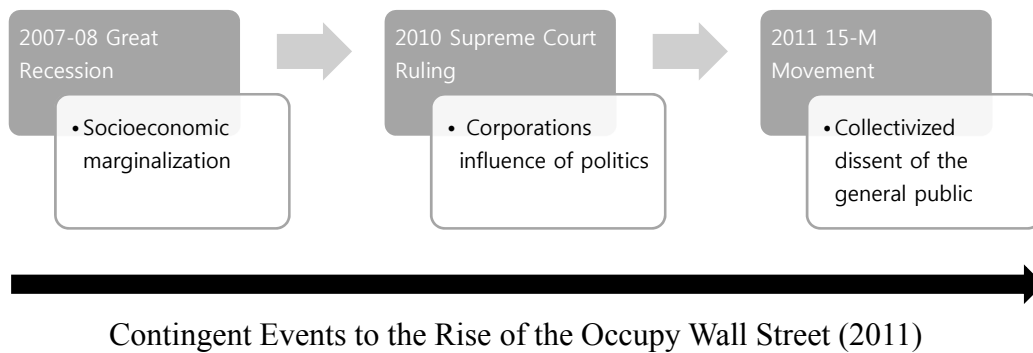 2007-08 Great
Recession
• Socioeconomic
marginalization
2010 Supreme Court
Ruling
• Corporations
influence of politics
2011 15-M
Movement
• Collectivized
dissent of the
general public
Contingent Events to the Rise of the Occupy Wall Street (2011)